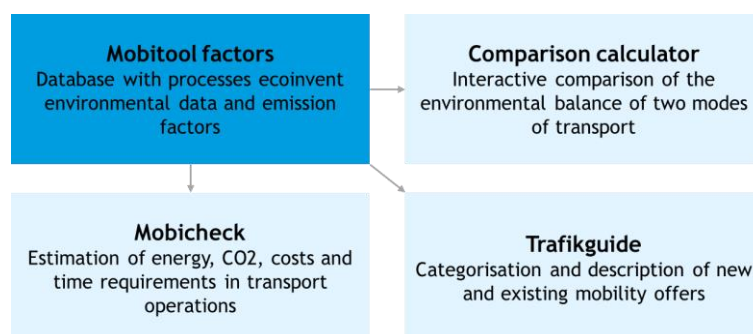 Mobitool factors
Database with processes ecoinvent
environmental data and emission
factors
Comparison calculator
Interactive comparison of the
environmental balance of two modes
of transport
Mobicheck
Estimation of energy, CO2, costs and
time requirements in transport
operations
Trafikguide
Categorisation and description of new
and existing mobility offers